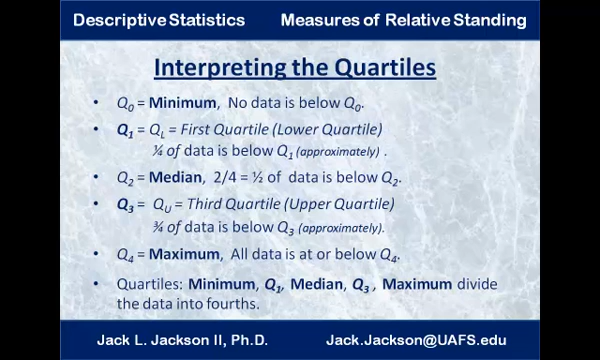 Descriptive Statistics Measures of Relative Standing
Interpreting the Quartiles
• Q₀ = Minimum, No data is below Q₀.
• Q₁ = Q_L = First Quartile (Lower Quartile)
¼ of data is below Q₁ (approximately) .
• Q₂ = Median, 2/4 = ½ of data is below Q₂.
• Q₃ = Q_U = Third Quartile (Upper Quartile)
¾ of data is below Q₃ (approximately).
• Q₄ = Maximum, All data is at or below Q₄.
• Quartiles: Minimum, Q₁, Median, Q₃ , Maximum divide
the data into fourths.
Jack L. Jackson II, Ph.D. Jack.Jackson@UAFS.edu